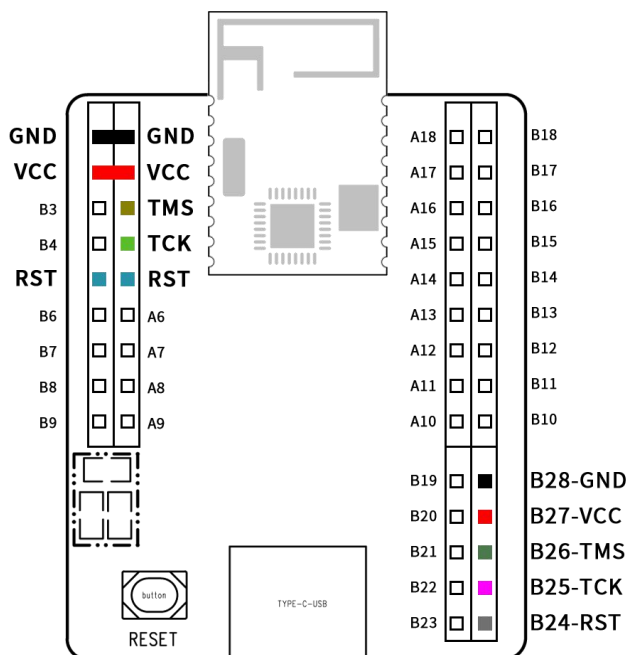 GND GND A18 B18
VCC VCC A17 B17
B3 TMS A16 B16
B4 TCK A15 B15
RST RST A14 B14
B6 A6 A13 B13
B7 A7 A12 B12
B8 A8 A11 B11
B9 A9 A10 B10
B19 B28-GND
B20 B27-VCC
B21 B26-TMS
B22 B25-TCK
B23 B24-RST
button
TYPE-C-USB
RESET